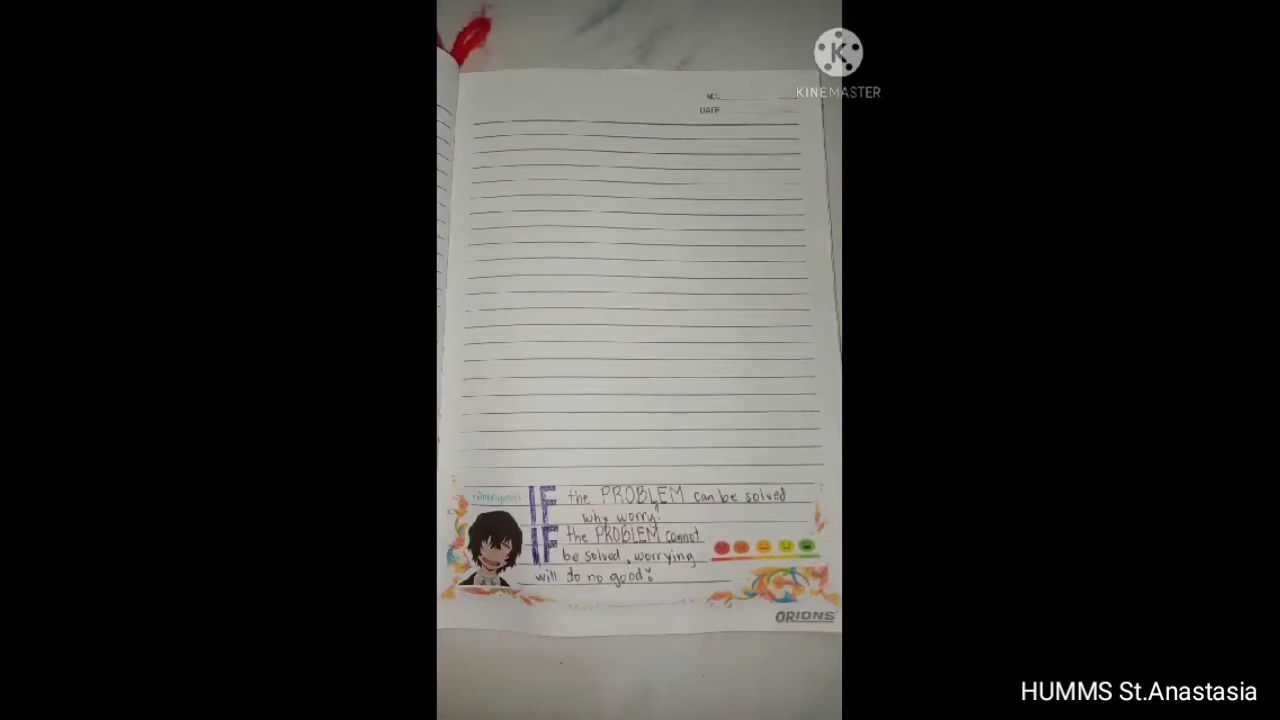 KINEMASTER
NO.
DATE
IF the PROBLEM can be solved
why worry?
IF the PROBLEM cannot
be solved, worrying
will do no good
ORIONS
HUMMS St.Anastasia